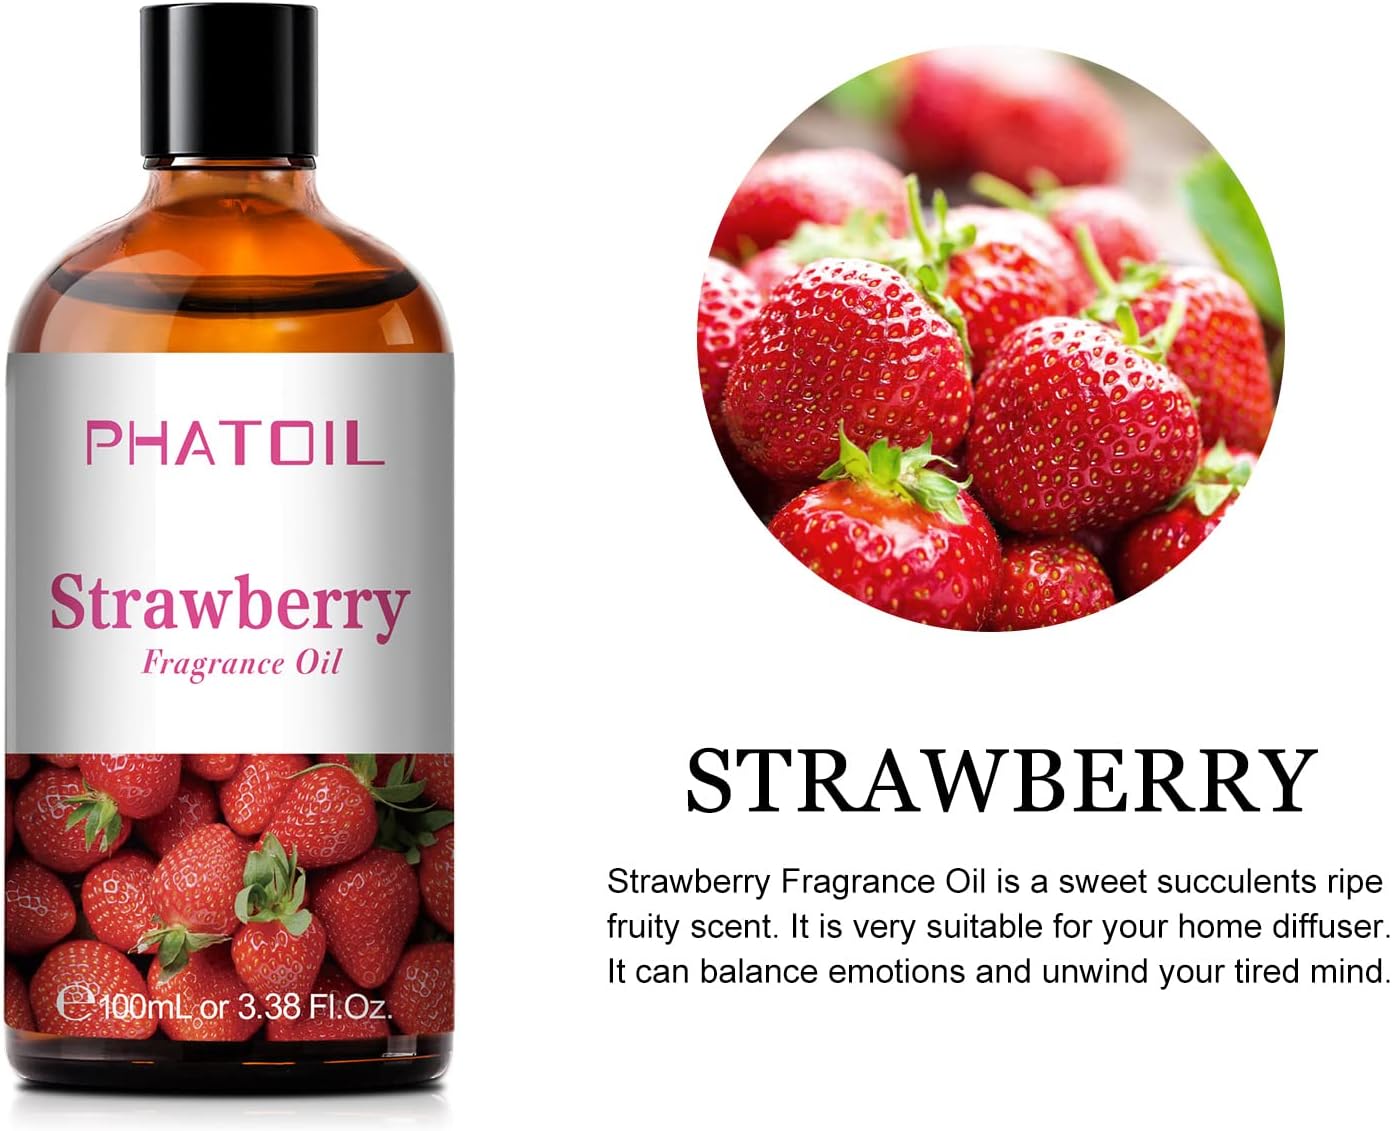 PHATOIL
Strawberry
Fragrance Oil
℮100mL or 3.38 Fl.Oz.
STRAWBERRY
Strawberry Fragrance Oil is a sweet succulents ripe
fruity scent. It is very suitable for your home diffuser.
It can balance emotions and unwind your tired mind.